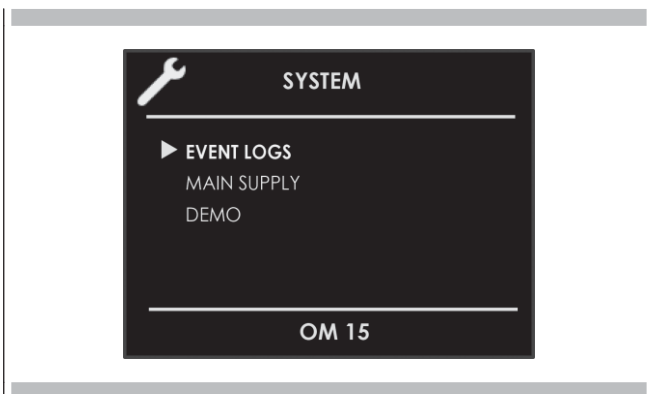 SYSTEM
EVENT LOGS
MAIN SUPPLY
DEMO
OM 15